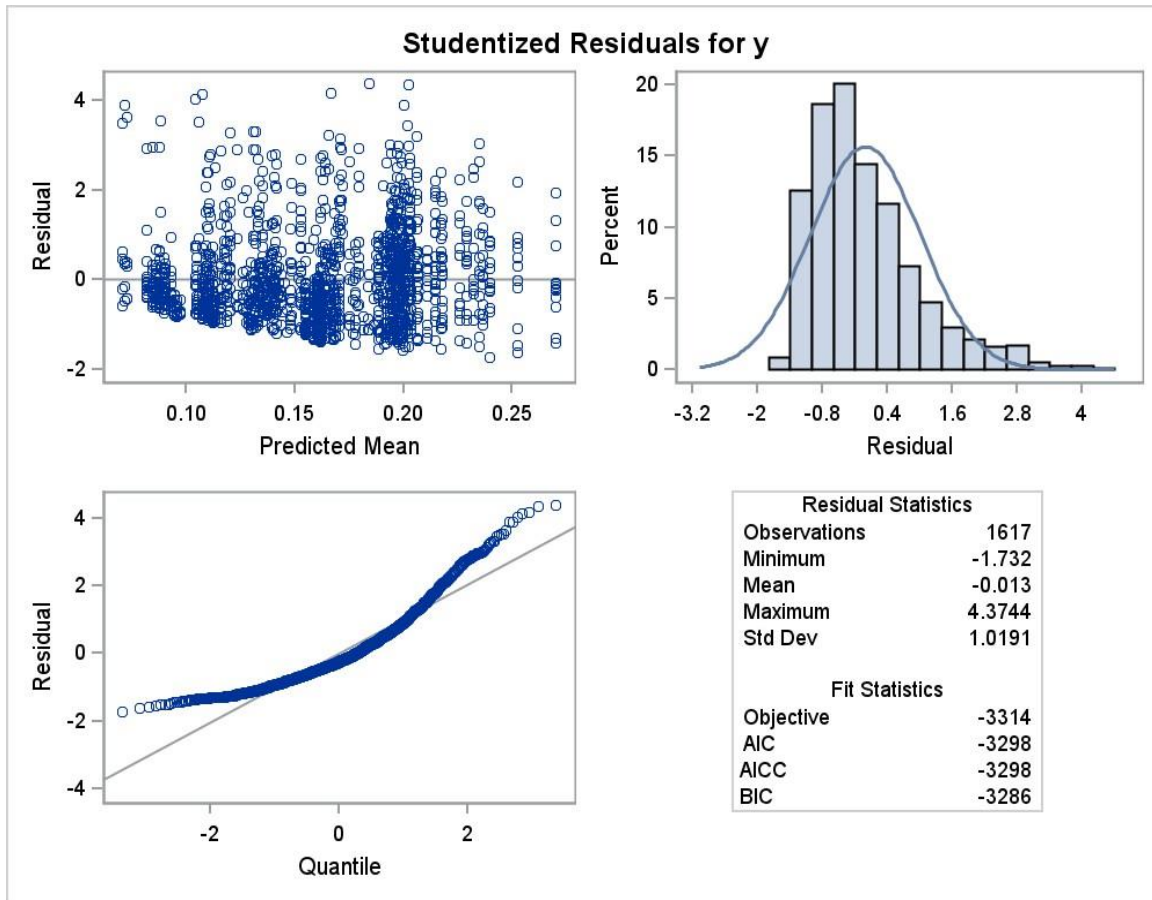 Studentized Residuals for y
4
2
0
-2
Residual
0.10 0.15 0.20 0.25
Predicted Mean
20
15
10
5
0
Percent
-3.2 -2 -0.8 0.4 1.6 2.8 4
Residual
4
2
0
-2
-4
Residual
-2 0 2
Quantile
Residual Statistics
Observations 1617
Minimum -1.732
Mean -0.013
Maximum 4.3744
Std Dev 1.0191
Fit Statistics
Objective -3314
AIC -3298
AICC -3298
BIC -3286